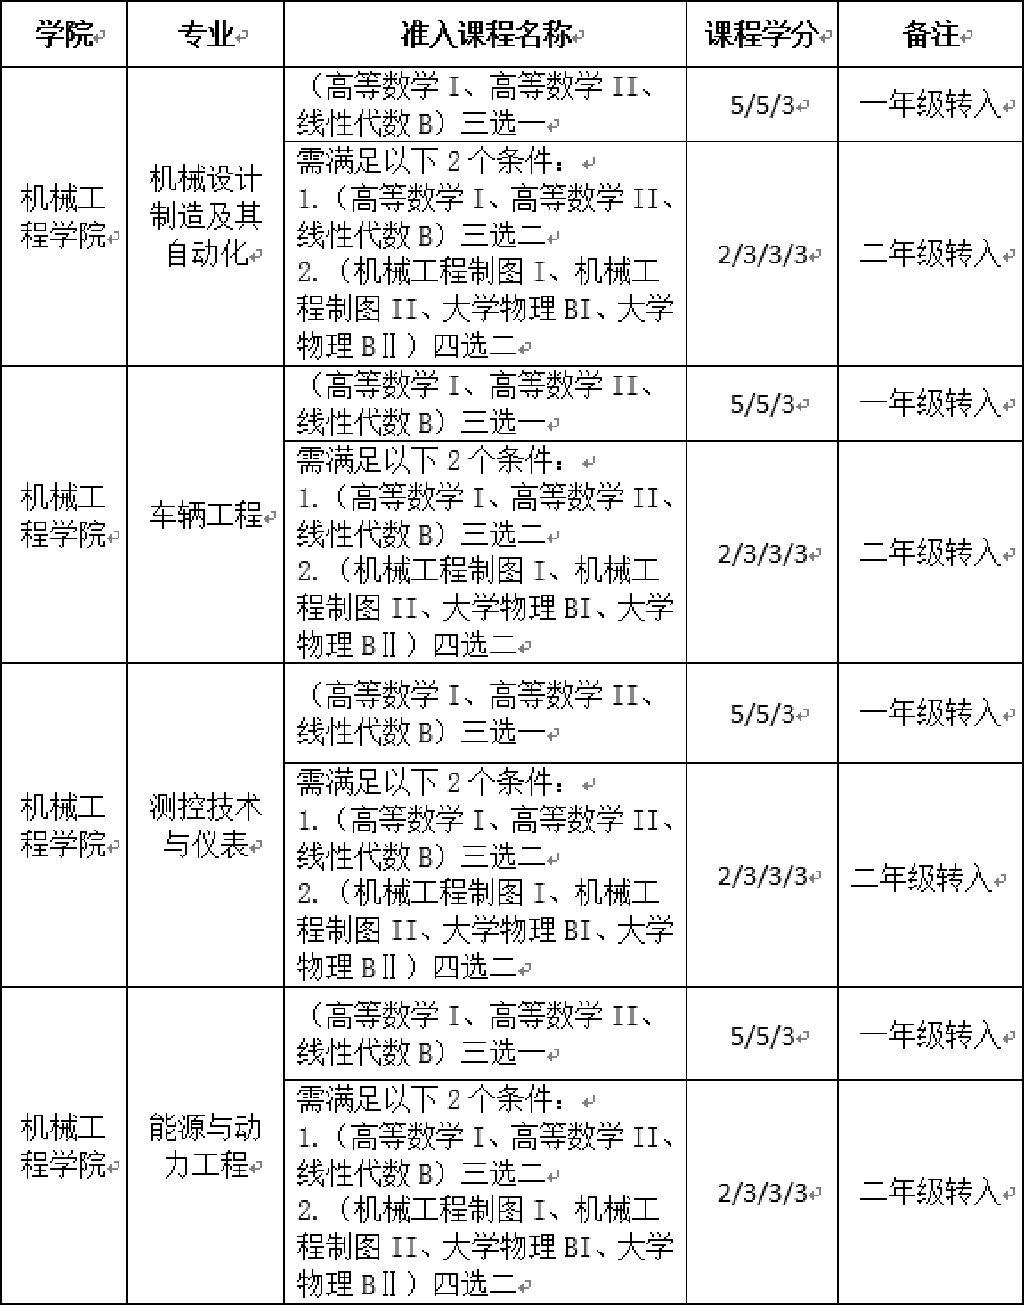 学院 专业 准入课程名称 课程学分 备注
（高等数学 I、高等数学 II、
线性代数 B）三选一
5/5/3
一年级转入
机械工
程学院
机械设计
制造及其
自动化
需满足以下 2 个条件：
1.（高等数学 I、高等数学 II、
线性代数 B）三选二
2.（机械工程制图 I、机械工
程制图 II、大学物理 BI、大学
物理 BⅡ）四选二
2/3/3/3
二年级转入
（高等数学 I、高等数学 II、
线性代数 B）三选一
5/5/3
一年级转入
机械工
程学院
车辆工程
需满足以下 2 个条件：
1.（高等数学 I、高等数学 II、
线性代数 B）三选二
2.（机械工程制图 I、机械工
程制图 II、大学物理 BI、大学
物理 BⅡ）四选二
2/3/3/3
二年级转入
（高等数学 I、高等数学 II、
线性代数 B）三选一
5/5/3
一年级转入
机械工
程学院
测控技术
与仪表
需满足以下 2 个条件：
1.（高等数学 I、高等数学 II、
线性代数 B）三选二
2.（机械工程制图 I、机械工
程制图 II、大学物理 BI、大学
物理 BⅡ）四选二
2/3/3/3
二年级转入
（高等数学 I、高等数学 II、
线性代数 B）三选一
5/5/3
一年级转入
机械工
程学院
能源与动
力工程
需满足以下 2 个条件：
1.（高等数学 I、高等数学 II、
线性代数 B）三选二
2.（机械工程制图 I、机械工
程制图 II、大学物理 BI、大学
物理 BⅡ）四选二
2/3/3/3
二年级转入